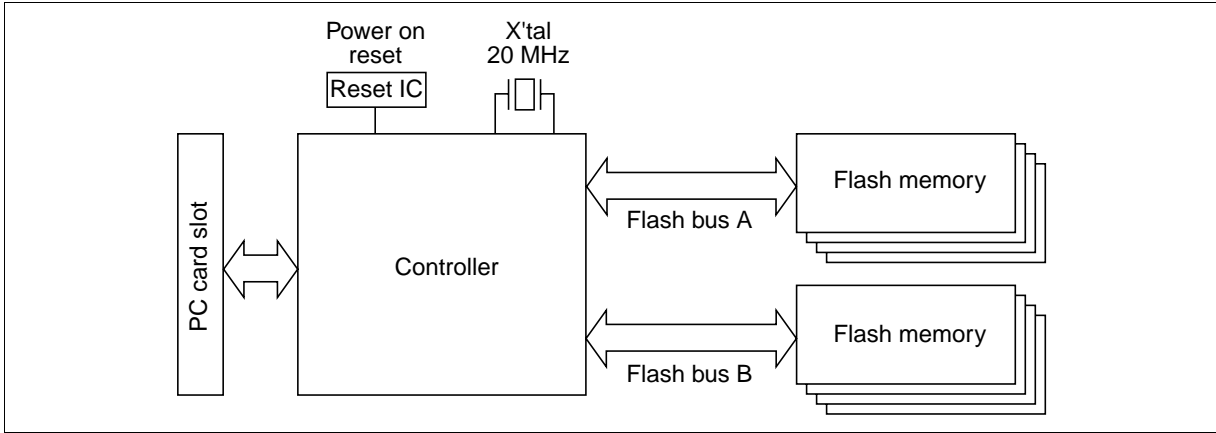 Power on
reset
Reset IC
X'tal
20 MHz
PC card slot
Controller
Flash bus A
Flash memory
Flash bus B
Flash memory